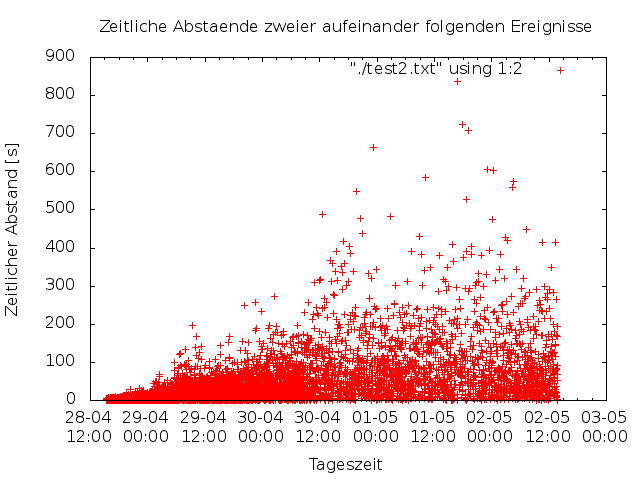 Zeitliche Abstaende zweier aufeinander folgenden Ereignisse
"./test2.txt" using 1:2
Zeitlicher Abstand [s]
900
800
700
600
500
400
300
200
100
0
28-04 29-04 29-04 30-04 30-04 01-05 01-05 02-05 02-05 03-05
12:00 00:00 12:00 00:00 12:00 00:00 12:00 00:00 12:00 00:00
Tageszeit